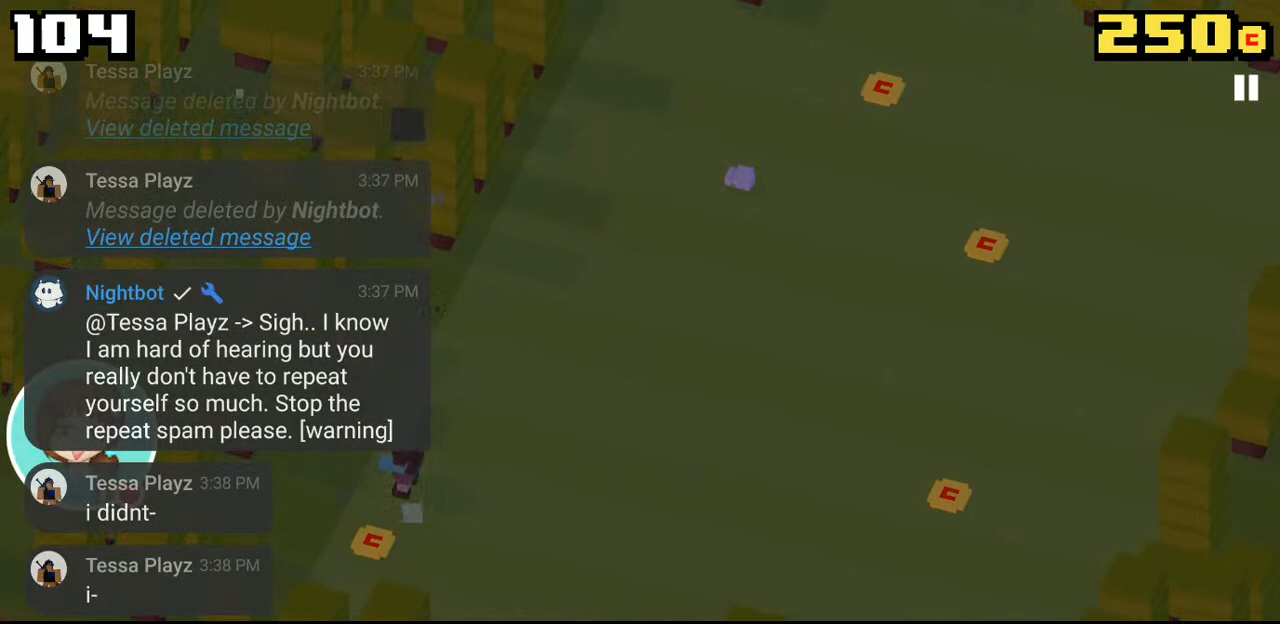 104
250
Tessa Playz 3:37 PM
Message deleted by Nightbot.
View deleted message
Tessa Playz 3:37 PM
Message deleted by Nightbot.
View deleted message
Nightbot 3:37 PM
@Tessa Playz -> Sigh.. I know
I am hard of hearing but you
really don't have to repeat
yourself so much. Stop the
repeat spam please. [warning]
Tessa Playz 3:38 PM
i didnt-
Tessa Playz 3:38 PM
i-